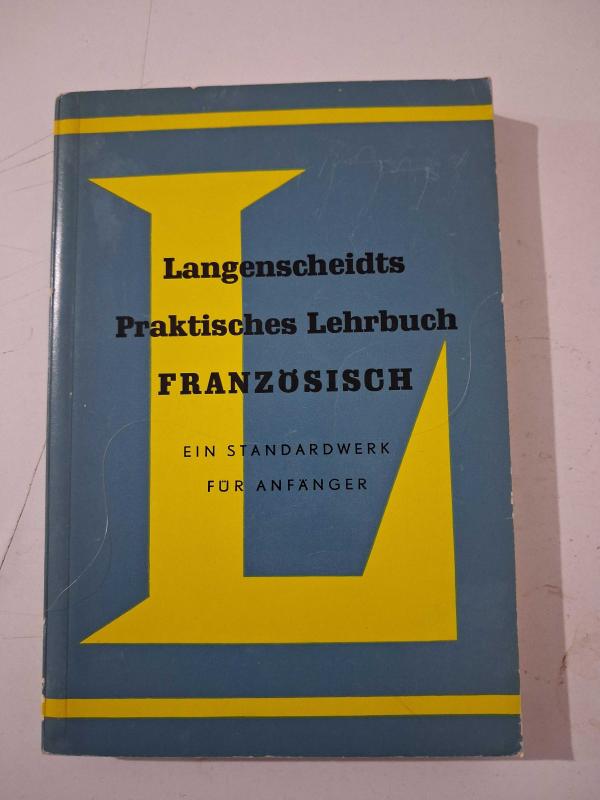 Langenscheidts
Praktisches Lehrbuch
FRANZÖSISCH
EIN STANDARDWERK
FÜR ANFÄNGER